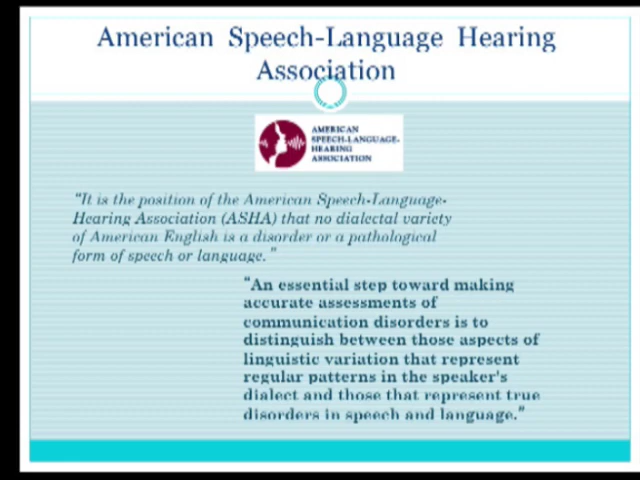 American Speech-Language Hearing
Association
AMERICAN
SPEECH-LANGUAGE-
HEARING
ASSOCIATION
"It is the position of the American Speech-Language-
Hearing Association (ASHA) that no dialectal variety
of American English is a disorder or a pathological
form of speech or language."
"An essential step toward making
accurate assessments of
communication disorders is to
distinguish between those aspects of
linguistic variation that represent
regular patterns in the speaker's
dialect and those that represent true
disorders in speech and language."